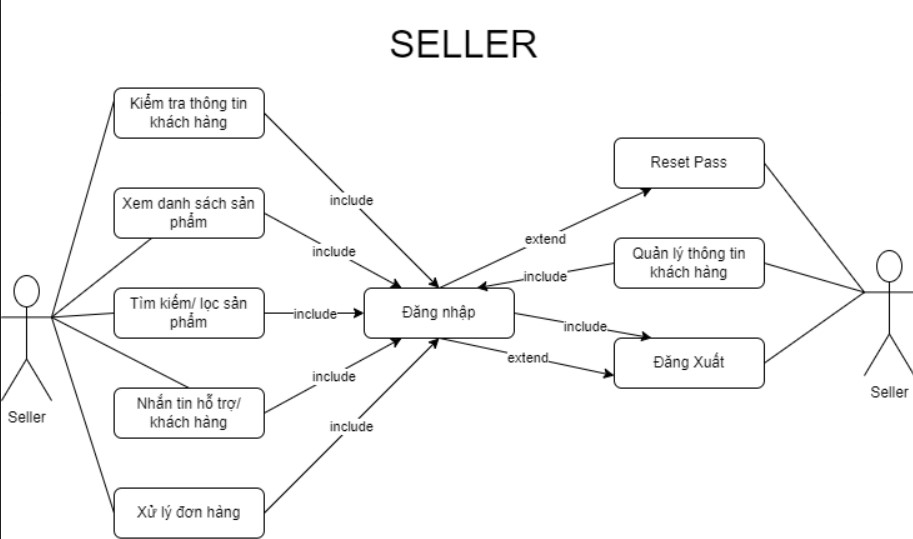 SELLER
Kiểm tra thông tin
khách hàng
include
Xem danh sách sản
phẩm
include
Tìm kiếm/ lọc sản
phẩm
include
Nhắn tin hỗ trợ/
khách hàng
include
Xử lý đơn hàng
include
Seller
Đăng nhập
Reset Pass
extend
Quản lý thông tin
khách hàng
include
include
Đăng Xuất
extend
Seller